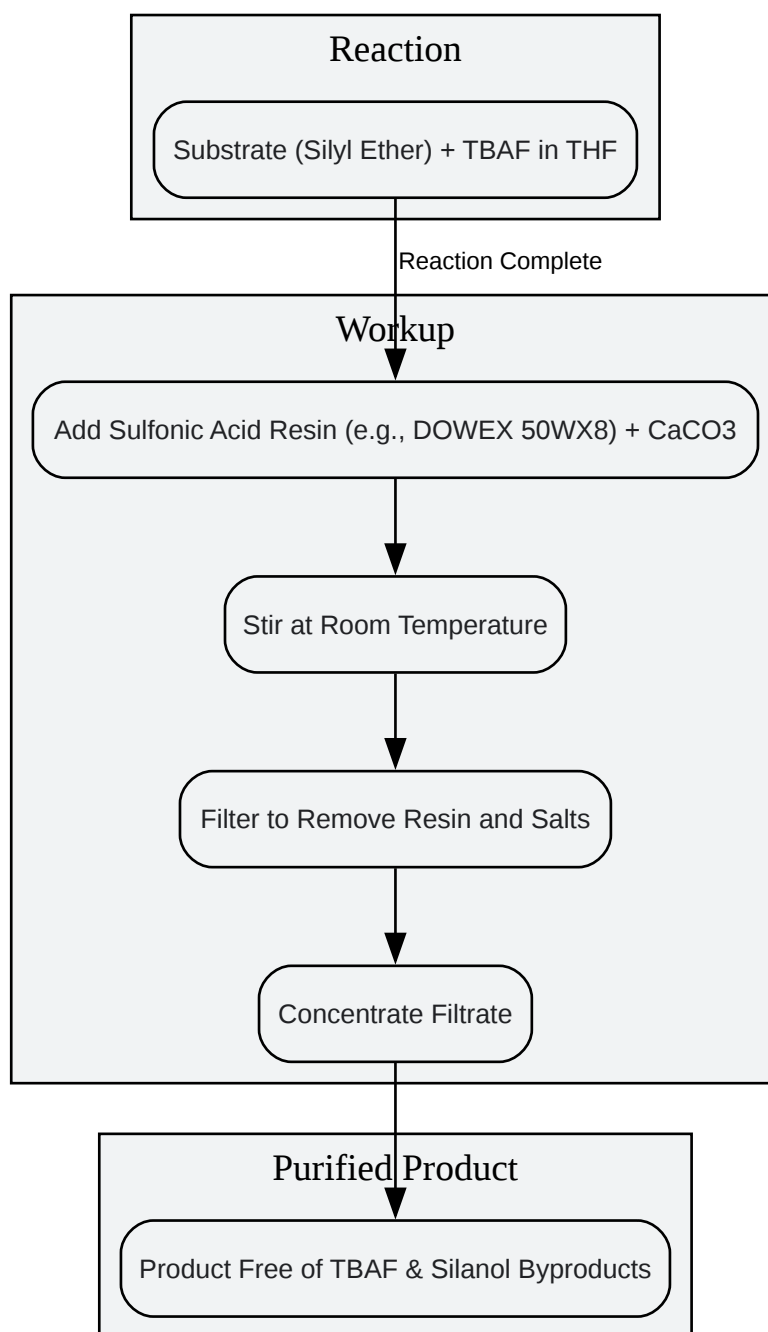 Reaction
Substrate (Silyl Ether) + TBAF in THF
Reaction Complete
Workup
Add Sulfonic Acid Resin (e.g., DOWEX 50WX8) + CaCO3
Stir at Room Temperature
Filter to Remove Resin and Salts
Concentrate Filtrate
Purified Product
Product Free of TBAF & Silanol Byproducts